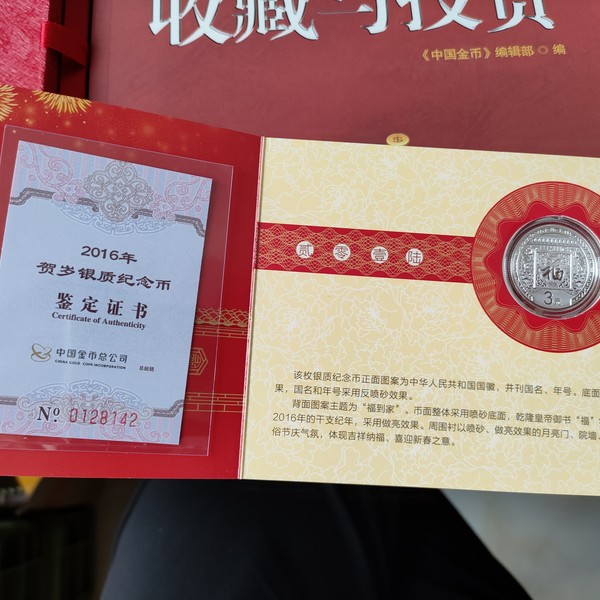 收藏与投资
《中国金币》编辑部 编
2016年
贺岁银质纪念币
鉴定证书
Certificate of Authenticity
中国金币总公司
CHINA GOLD COIN INCORPORATION
总经销
№ 0128142
贰零壹陆
福
3元
该枚银质纪念币正面图案为中华人民共和国国徽，并刊国名、年号。底面
果，国名和年号采用反喷砂效果。
背面图案主题为“福到家”，币面整体采用喷砂底面，乾隆皇帝御书“福”
2016年的干支纪年，采用做亮效果。周围衬以喷砂、做亮效果的月亮门、院墙、
俗节庆气氛，体现吉祥纳福、喜迎新春之意。